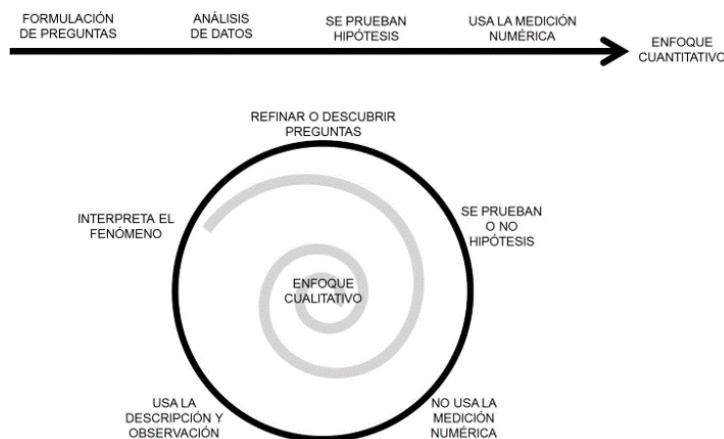 FORMULACIÓN
DE PREGUNTAS
ANÁLISIS
DE DATOS
SE PRUEBAN
HIPÓTESIS
USA LA MEDICIÓN
NUMÉRICA
ENFOQUE
CUANTITATIVO
REFINAR O DESCUBRIR
PREGUNTAS
INTERPRETA EL
FENÓMENO
SE PRUEBAN
O NO
HIPÓTESIS
ENFOQUE
CUALITATIVO
USA LA
DESCRIPCIÓN Y
OBSERVACIÓN
NO USA LA
MEDICIÓN
NUMÉRICA